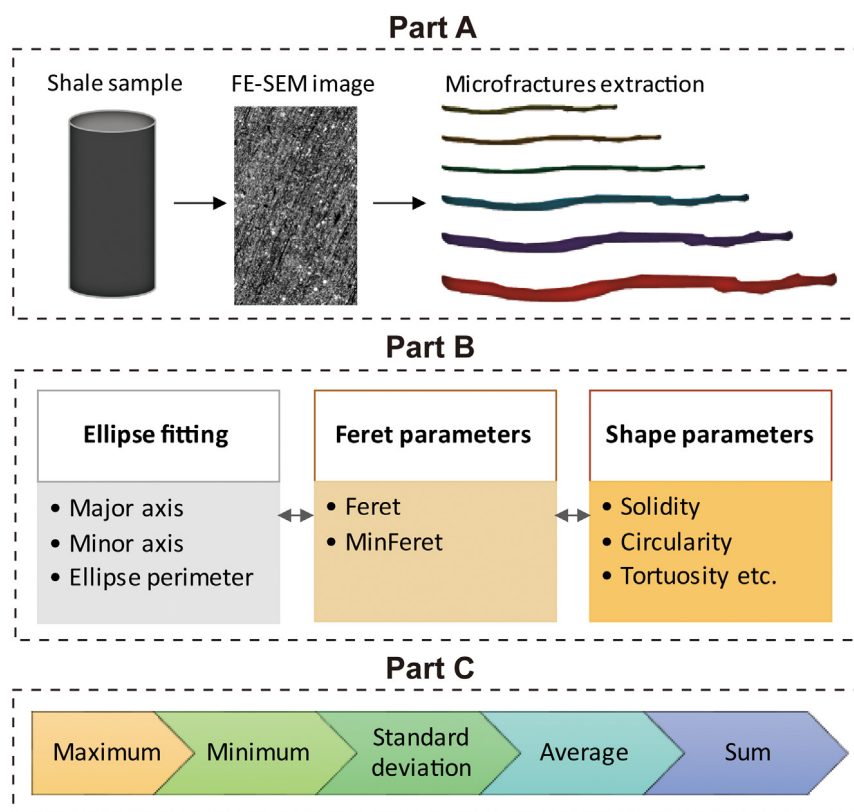 Part A
Shale sample
FE-SEM image
Microfractures extraction
Part B
Ellipse fitting
• Major axis
• Minor axis
• Ellipse perimeter
Feret parameters
• Feret
• MinFeret
Shape parameters
• Solidity
• Circularity
• Tortuosity etc.
Part C
Maximum
Minimum
Standard
deviation
Average
Sum